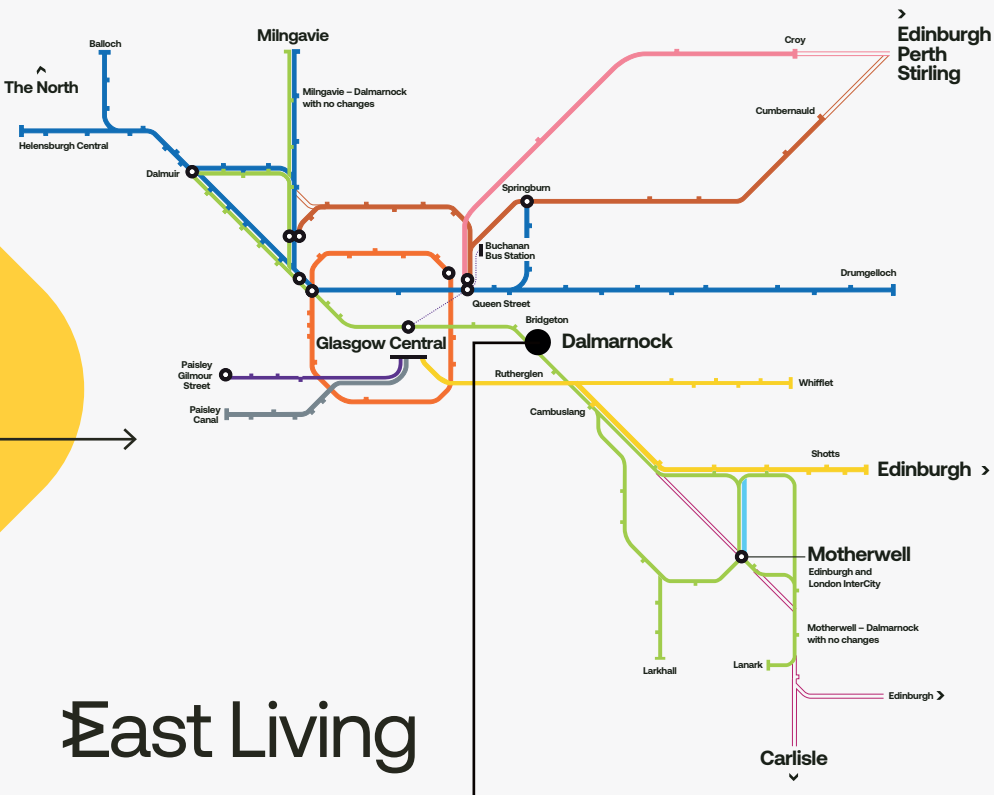 Edinburgh
Perth
Stirling
Milngavie
Balloch
Croy
The North
Milngavie – Dalmarnock
with no changes
Cumbernauld
Helensburgh Central
Dalmuir
Springburn
Buchanan
Bus Station
Drumgelloch
Queen Street
Bridgeton
Glasgow Central
Dalmarnock
Paisley
Gilmour
Street
Rutherglen
Whifflet
Paisley
Canal
Cambuslang
Shotts
Edinburgh
Motherwell
Edinburgh and
London InterCity
Motherwell – Dalmarnock
with no changes
Larkhall
Lanark
Edinburgh
East Living
Carlisle